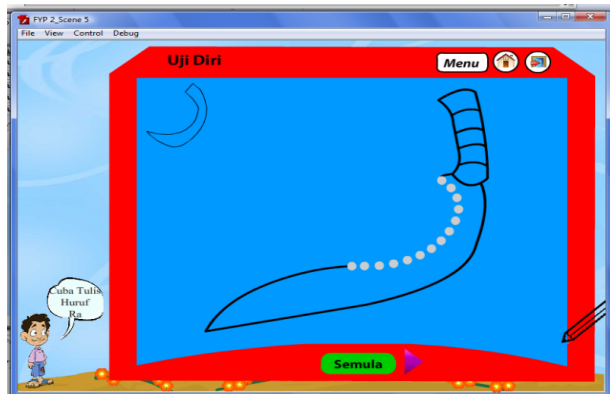 FYP 2_Scene 5
File View Control Debug
Uji Diri
Menu
Cuba Tulis
Huruf
Ra
Semula